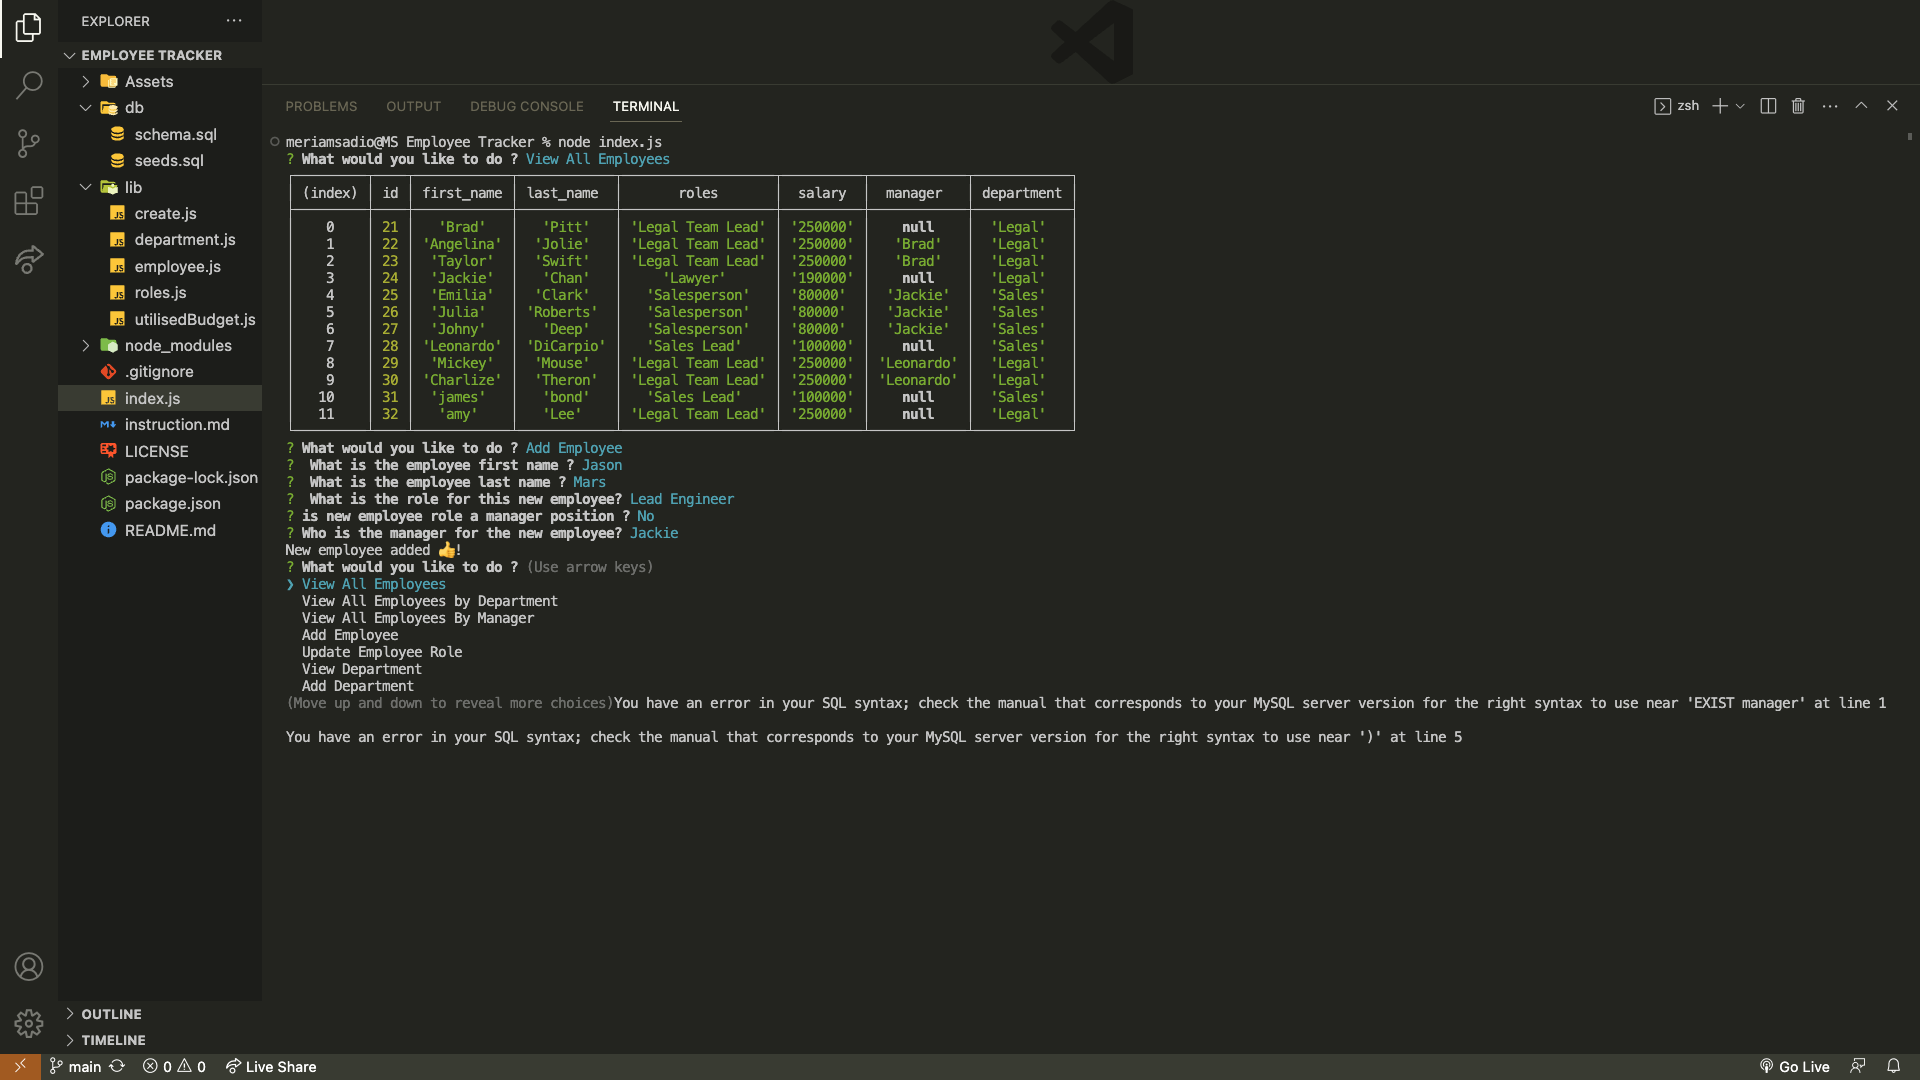 EXPLORER
EMPLOYEE TRACKER
Assets
db
schema.sql
seeds.sql
lib
create.js
department.js
employee.js
roles.js
utilisedBudget.js
node_modules
.gitignore
index.js
instruction.md
LICENSE
package-lock.json
package.json
README.md
OUTLINE
TIMELINE
PROBLEMS OUTPUT DEBUG CONSOLE TERMINAL
zsh
meriamsadio@MS Employee Tracker % node index.js
? What would you like to do ? View All Employees
(index) id first_name last_name roles salary manager department
0 21 'Brad' 'Pitt' 'Legal Team Lead' '250000' null 'Legal'
1 22 'Angelina' 'Jolie' 'Legal Team Lead' '250000' 'Brad' 'Legal'
2 23 'Taylor' 'Swift' 'Legal Team Lead' '250000' 'Brad' 'Legal'
3 24 'Jackie' 'Chan' 'Lawyer' '190000' null 'Legal'
4 25 'Emilia' 'Clark' 'Salesperson' '80000' 'Jackie' 'Sales'
5 26 'Julia' 'Roberts' 'Salesperson' '80000' 'Jackie' 'Sales'
6 27 'Johny' 'Deep' 'Salesperson' '80000' 'Jackie' 'Sales'
7 28 'Leonardo' 'DiCarpio' 'Sales Lead' '100000' null 'Sales'
8 29 'Mickey' 'Mouse' 'Legal Team Lead' '250000' 'Leonardo' 'Legal'
9 30 'Charlize' 'Theron' 'Legal Team Lead' '250000' 'Leonardo' 'Legal'
10 31 'james' 'bond' 'Sales Lead' '100000' null 'Sales'
11 32 'amy' 'Lee' 'Legal Team Lead' '250000' null 'Legal'
? What would you like to do ? Add Employee
? What is the employee first name ? Jason
? What is the employee last name ? Mars
? What is the role for this new employee? Lead Engineer
? is new employee role a manager position ? No
? Who is the manager for the new employee? Jackie
New employee added 👍!
? What would you like to do ? (Use arrow keys)
❯ View All Employees
View All Employees by Department
View All Employees By Manager
Add Employee
Update Employee Role
View Department
Add Department
(Move up and down to reveal more choices)You have an error in your SQL syntax; check the manual that corresponds to your MySQL server version for the right syntax to use near 'EXIST manager' at line 1
You have an error in your SQL syntax; check the manual that corresponds to your MySQL server version for the right syntax to use near ')' at line 5
main 0 0 Live Share Go Live